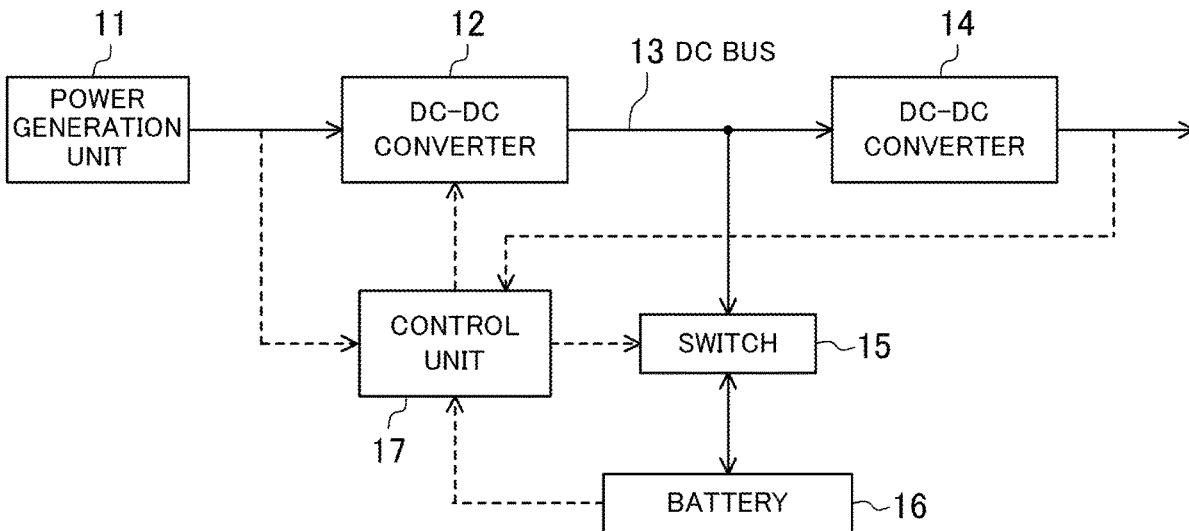 11
12
13 DC BUS
14
POWER
GENERATION
UNIT
DC-DC
CONVERTER
DC-DC
CONVERTER
CONTROL
UNIT
SWITCH
15
17
BATTERY
16